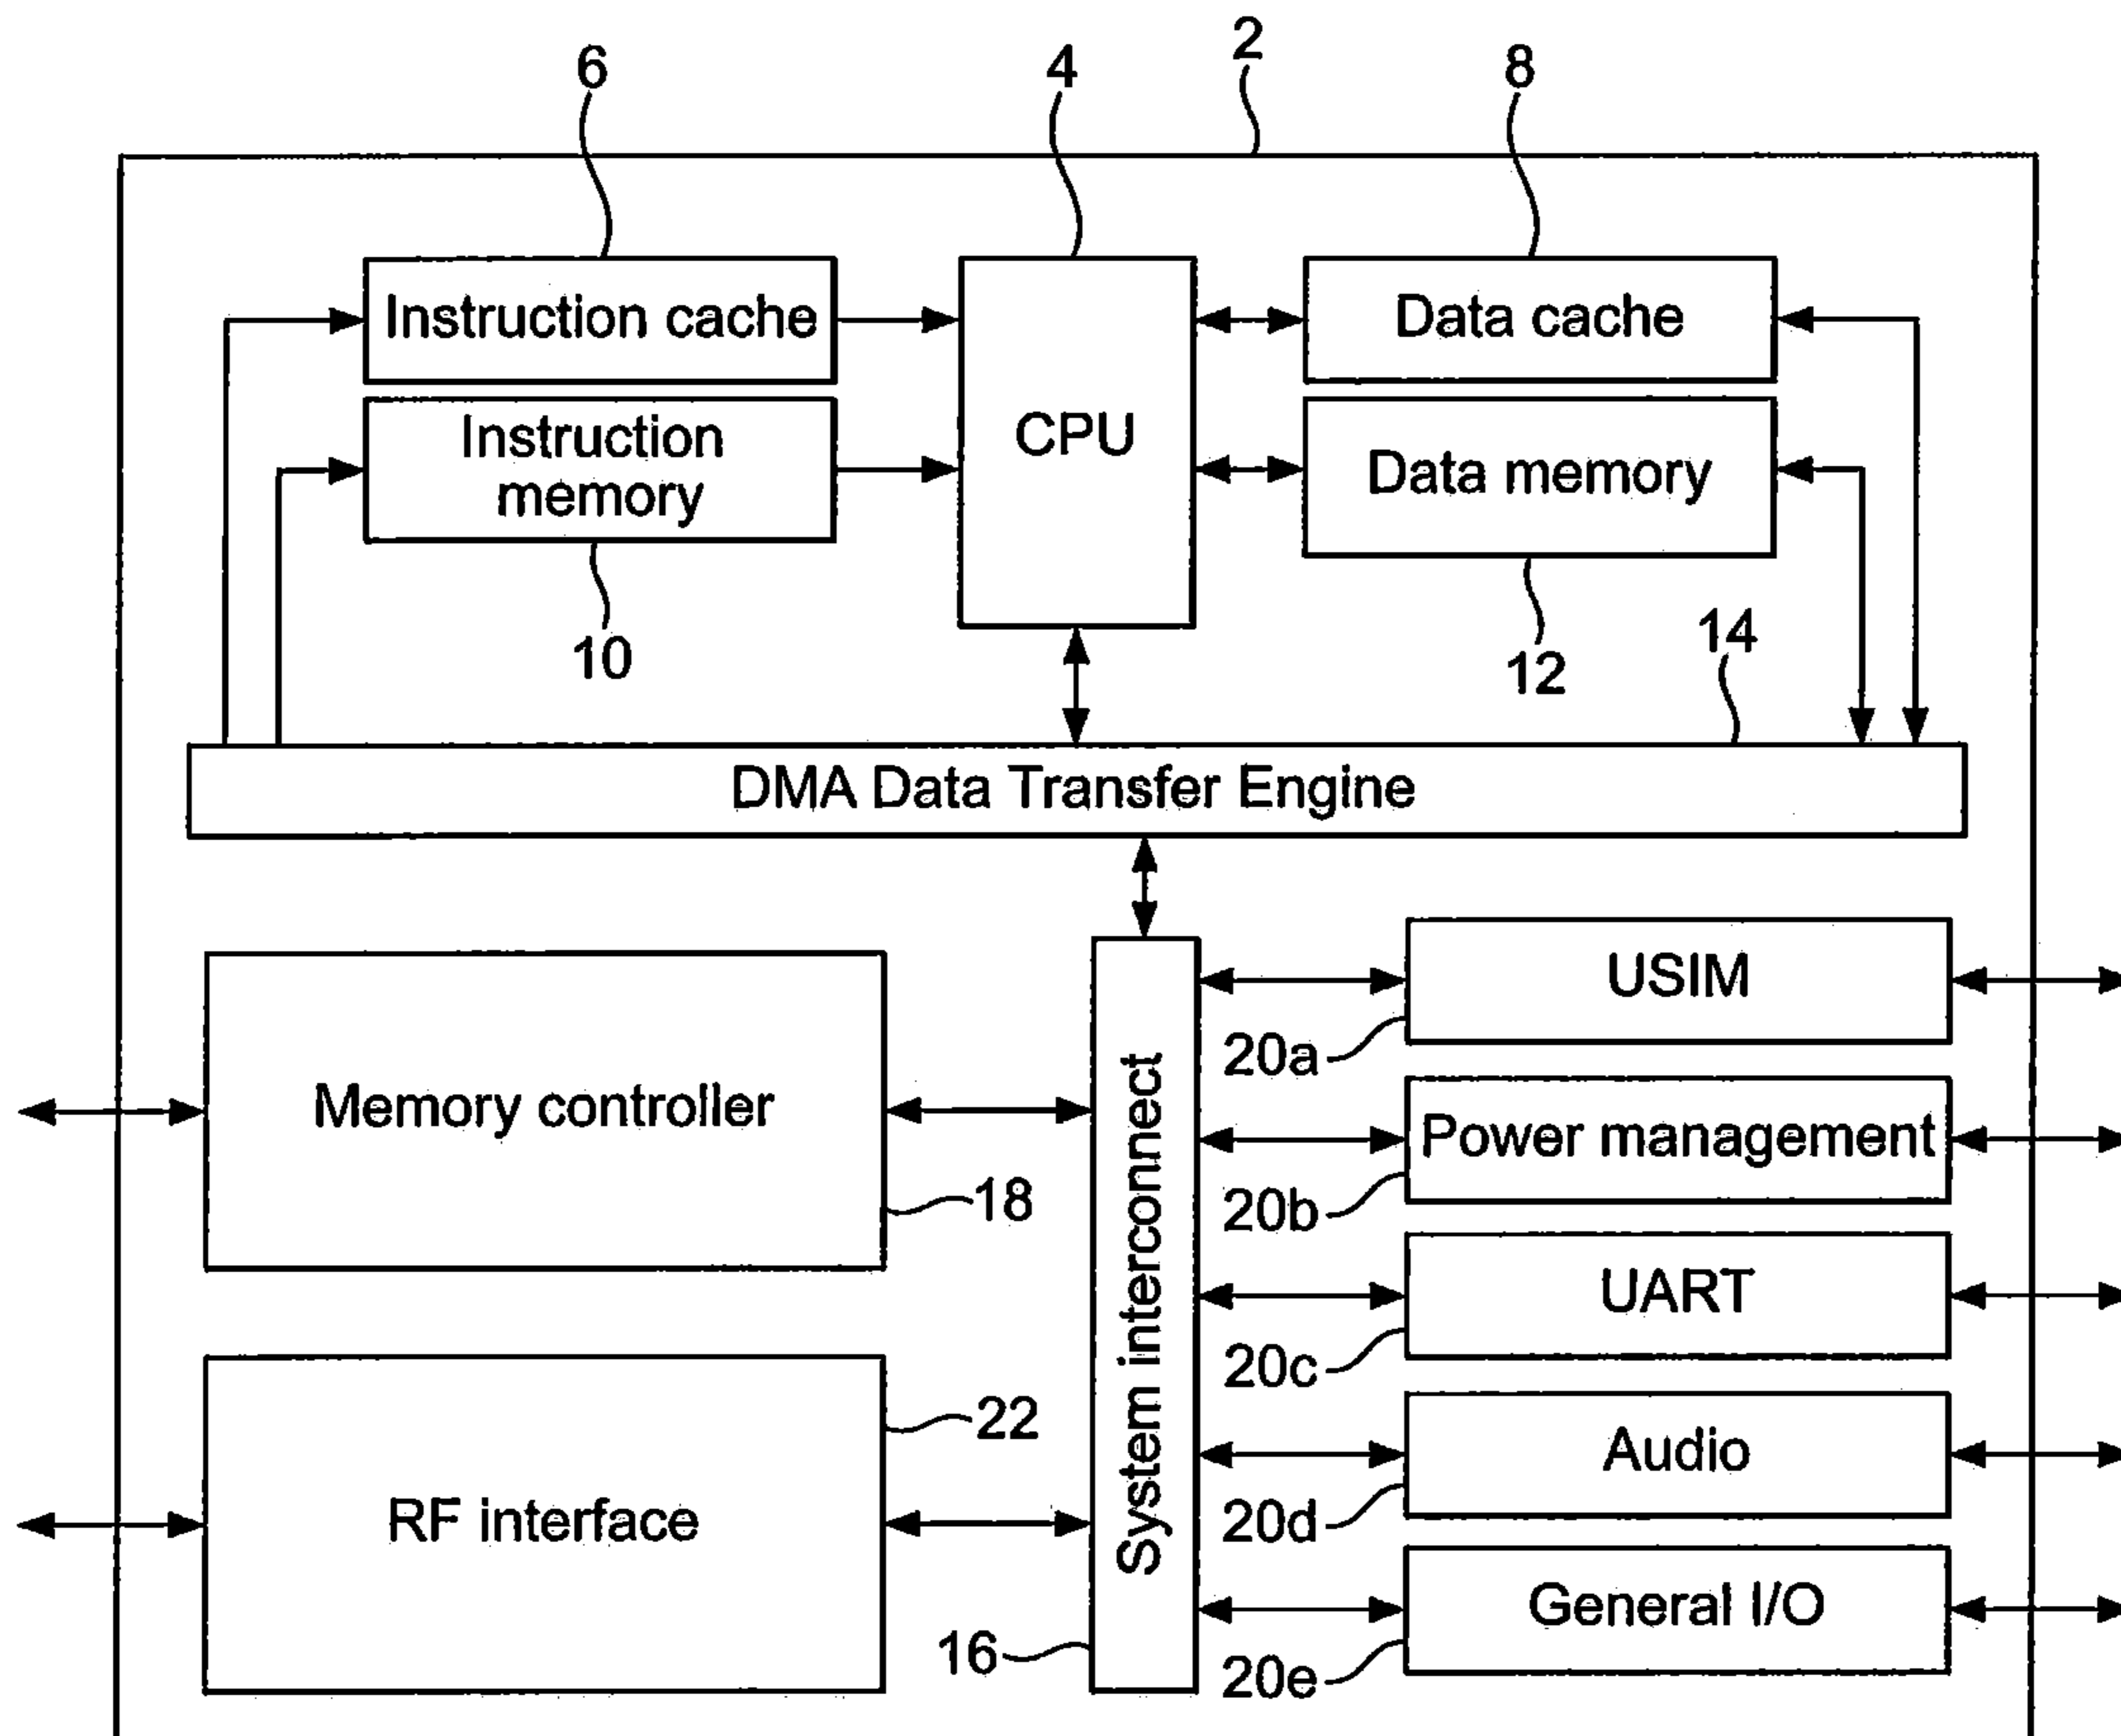 2
6
4
8
Instruction cache
Data cache
Instruction
memory
CPU
Data memory
10
12
14
DMA Data Transfer Engine
USIM
20a
Memory controller
Power management
18
20b
System interconnect
UART
20c
22
Audio
RF interface
20d
General I/O
16
20e